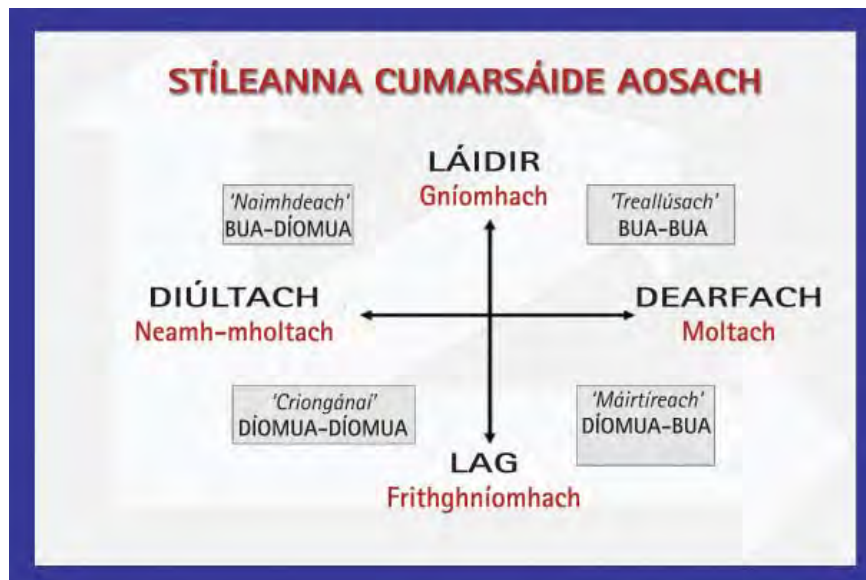 STÍLEANNA CUMARSÁIDE AOSACH
LÁIDIR
Gníomhach
'Naimhdeach'
BUA-DÍOMUA
'Treallúsach'
BUA-BUA
DIÚLTACH
Neamh-mholtach
DEARFACH
Moltach
'Criongánaí'
DÍOMUA-DÍOMUA
'Máirtíreach'
DÍOMUA-BUA
LAG
Frithghníomhach